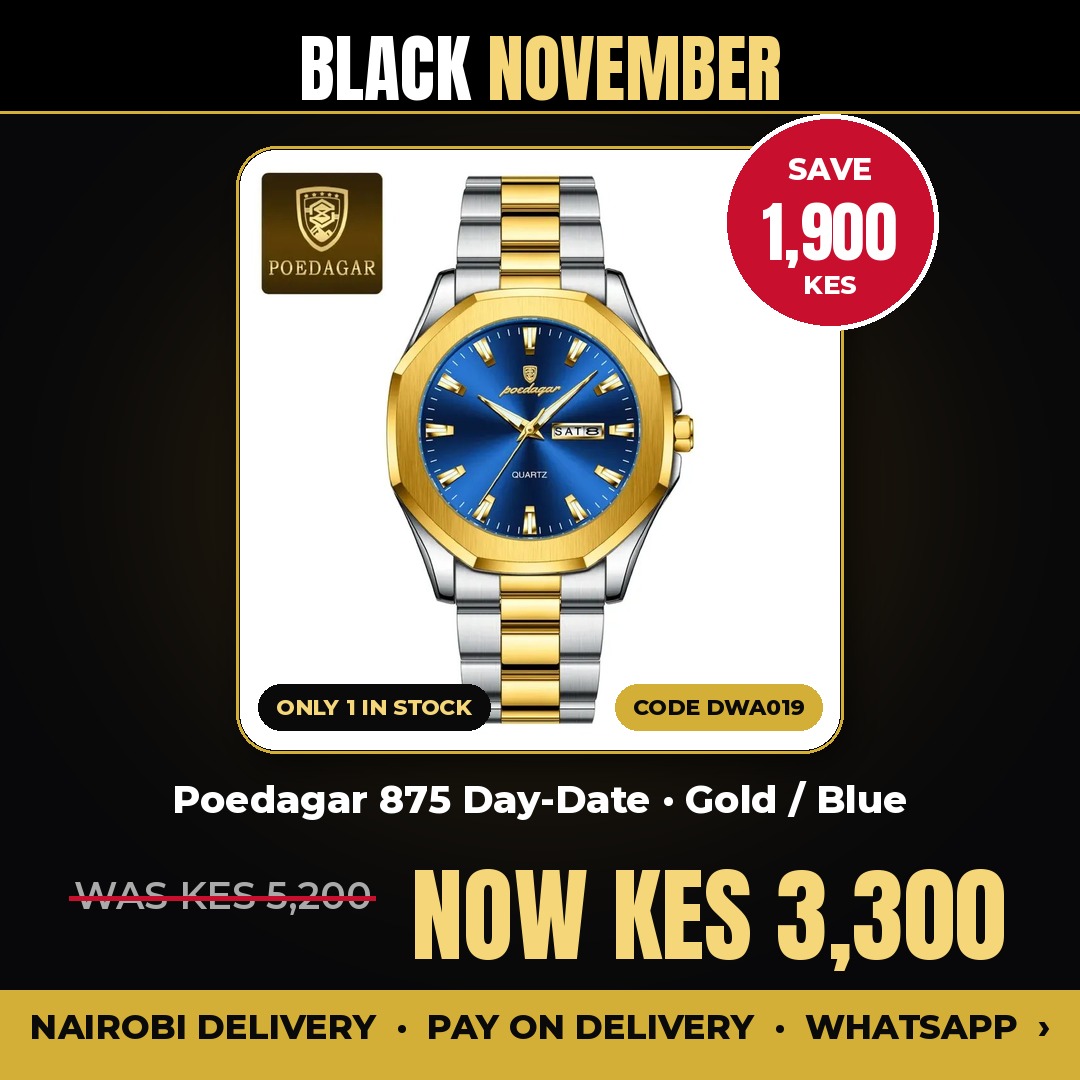 BLACK NOVEMBER
SAVE
1,900
KES
POEDAGAR
poedagar
SAT 8
QUARTZ
ONLY 1 IN STOCK
CODE DWA019
Poedagar 875 Day-Date • Gold / Blue
WAS KES 5,200
NOW KES 3,300
NAIROBI DELIVERY • PAY ON DELIVERY • WHATSAPP ›